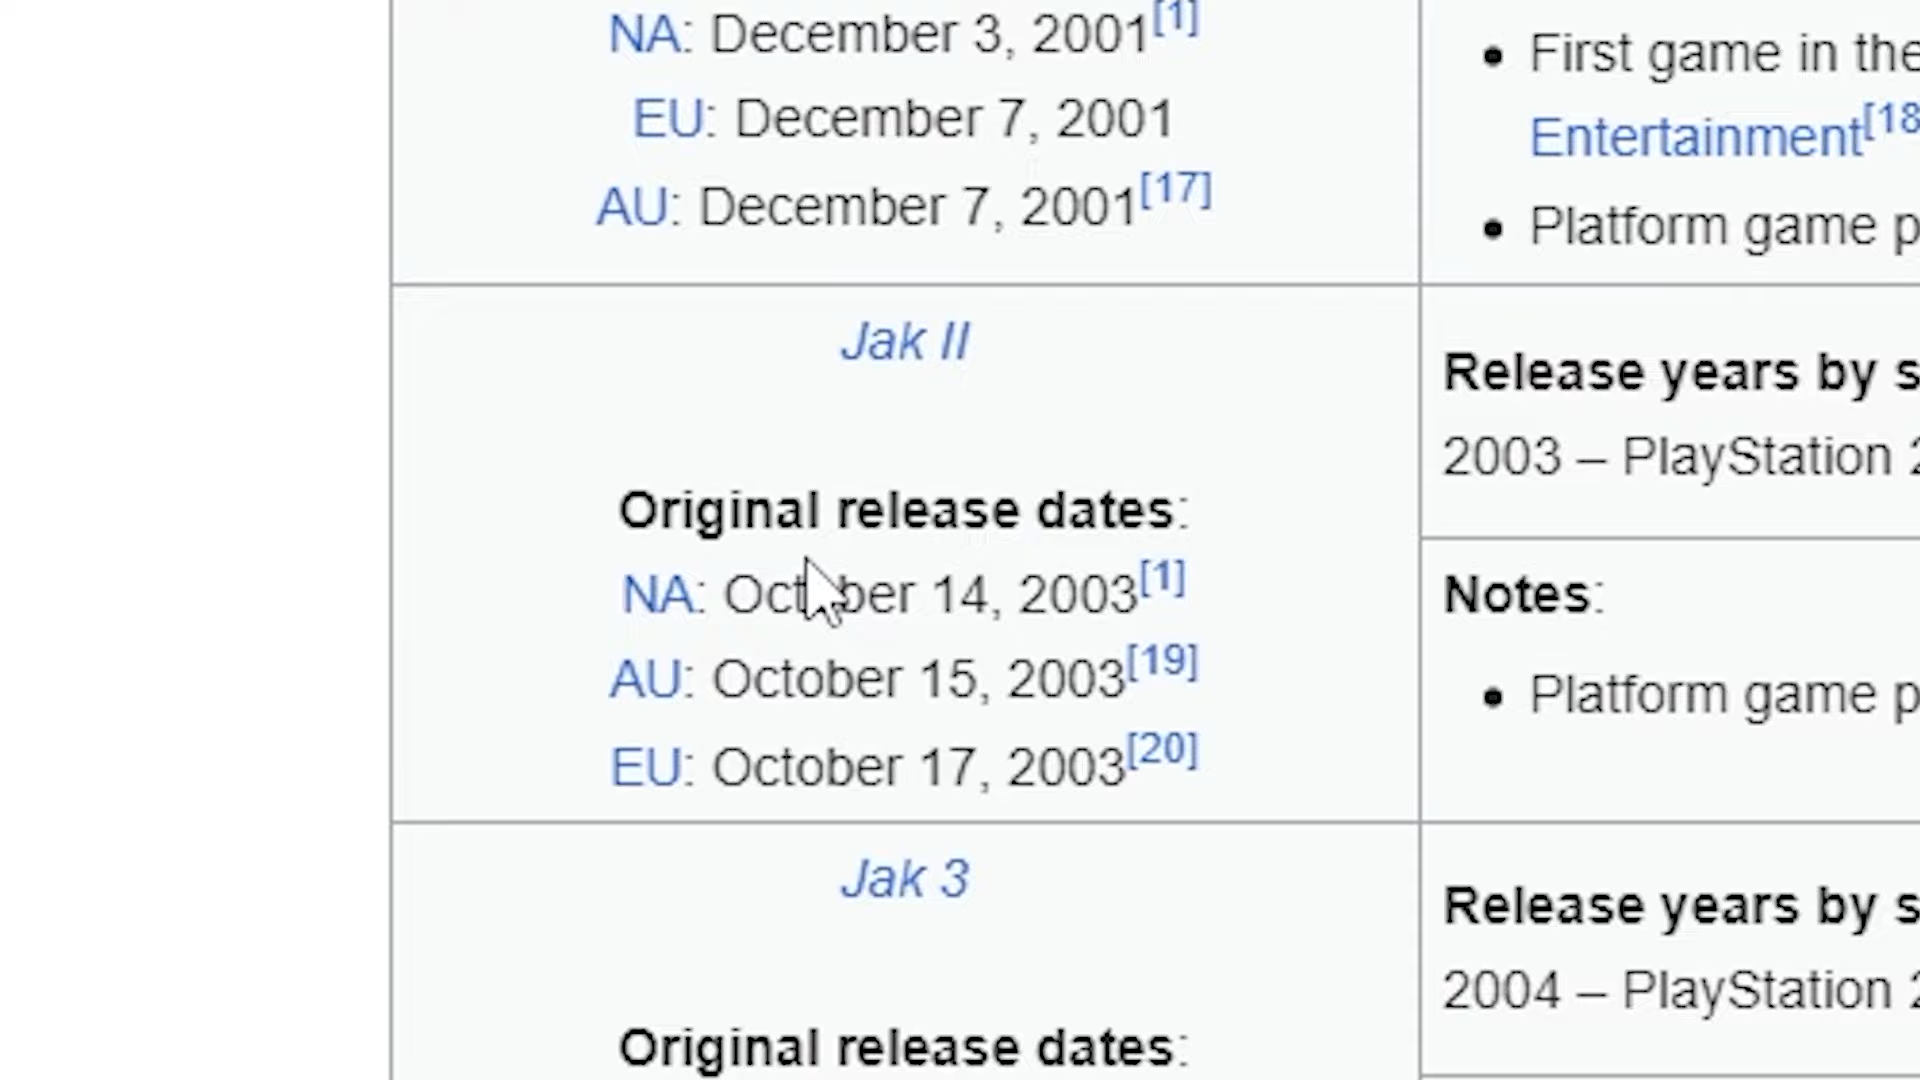 NA: December 3, 2001[1]
EU: December 7, 2001
AU: December 7, 2001[17]
First game in the
Entertainment[18
Platform game p
Jak II
Original release dates:
NA: October 14, 2003[1]
AU: October 15, 2003[19]
EU: October 17, 2003[20]
Release years by s
2003 – PlayStation 2
Notes:
Platform game p
Jak 3
Original release dates:
Release years by s
2004 – PlayStation 2